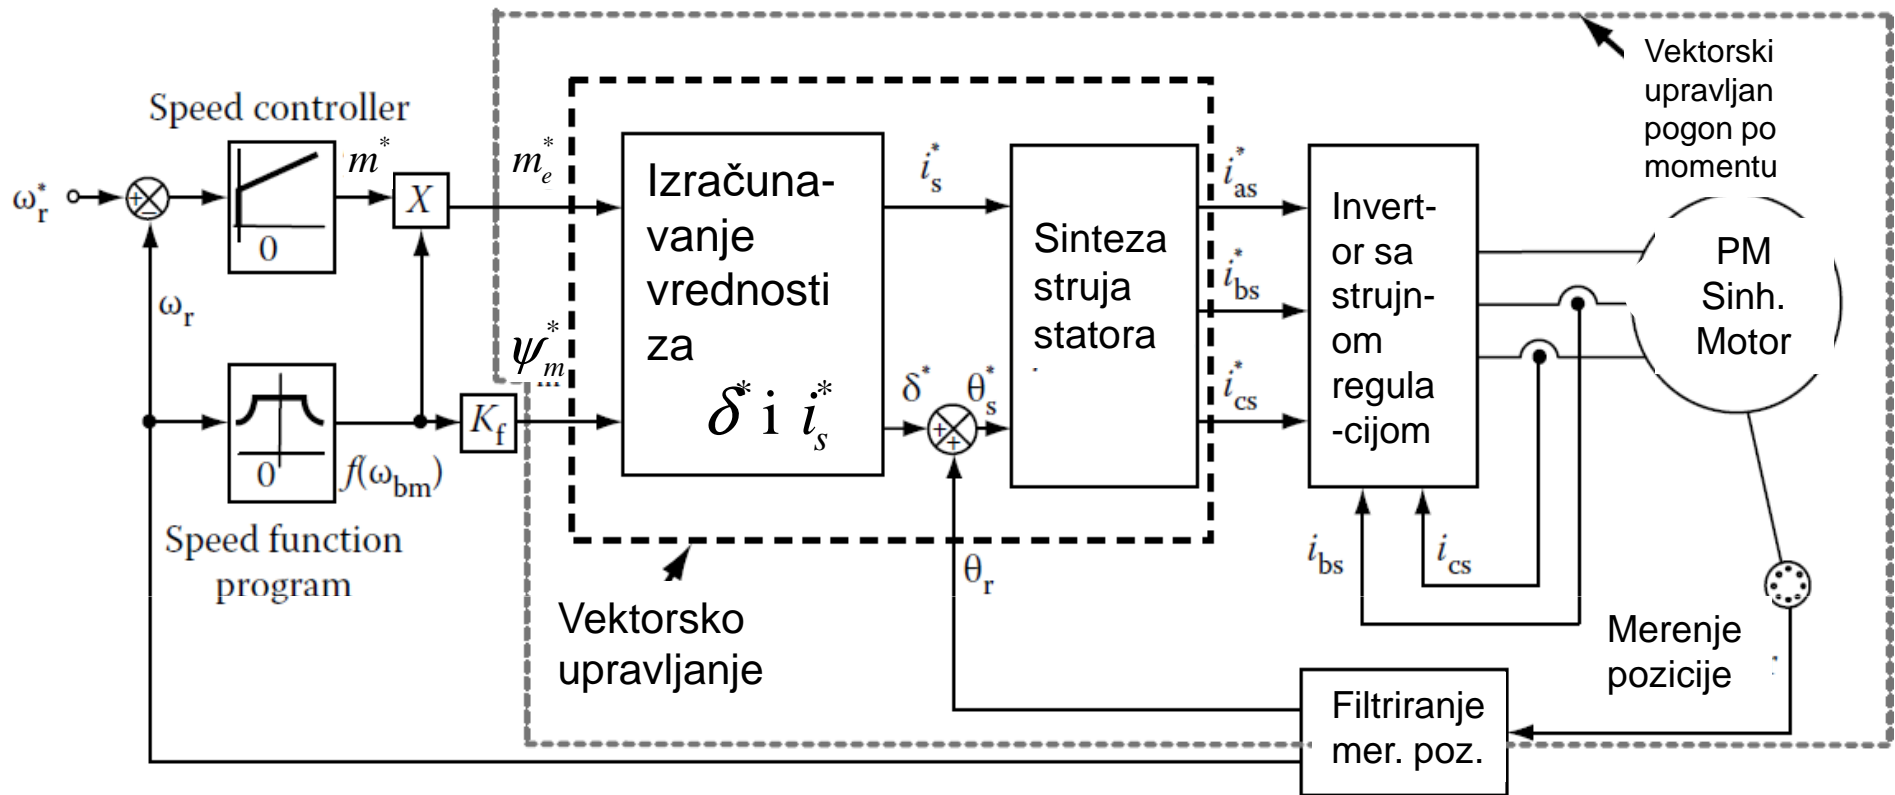 Vektorski
upravljan
pogon po
momentu
Speed controller
ω*r
+
−
0
m*
X
m*e
Izračuna-
vanje
vrednosti
za
δ* i i*s
i*s
Sinteza
struja
statora
i*as
i*bs
i*cs
Invert-
or sa
strujn-
om
regula
-cijom
PM
Sinh.
Motor
ωr
0
f(ωbm)
Kf
ψ*m
δ*
θ*s
+
+
Speed function
program
Vektorsko
upravljanje
θr
ibs
ics
Merenje
pozicije
Filtriranje
mer. poz.